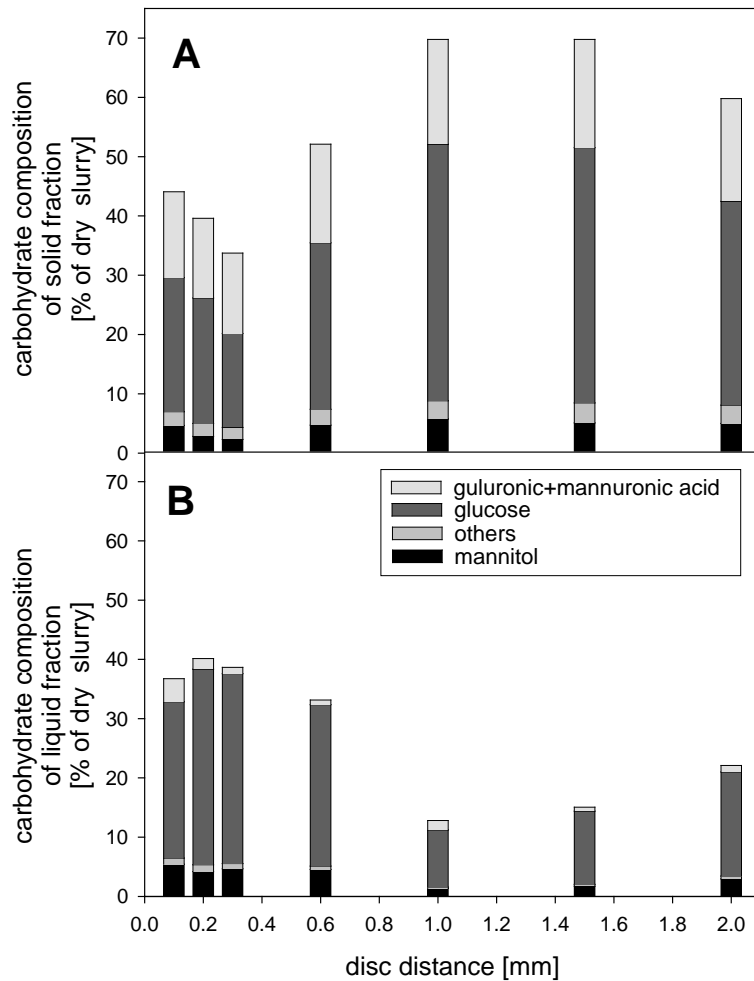 70
60
50
40
30
20
10
0
A
carbohydrate composition
of solid fraction
[% of dry slurry]
70
60
50
40
30
20
10
0
B
carbohydrate composition
of liquid fraction
[% of dry slurry]
guluronic+mannuronic acid
glucose
others
mannitol
0.0 0.2 0.4 0.6 0.8 1.0 1.2 1.4 1.6 1.8 2.0
disc distance [mm]